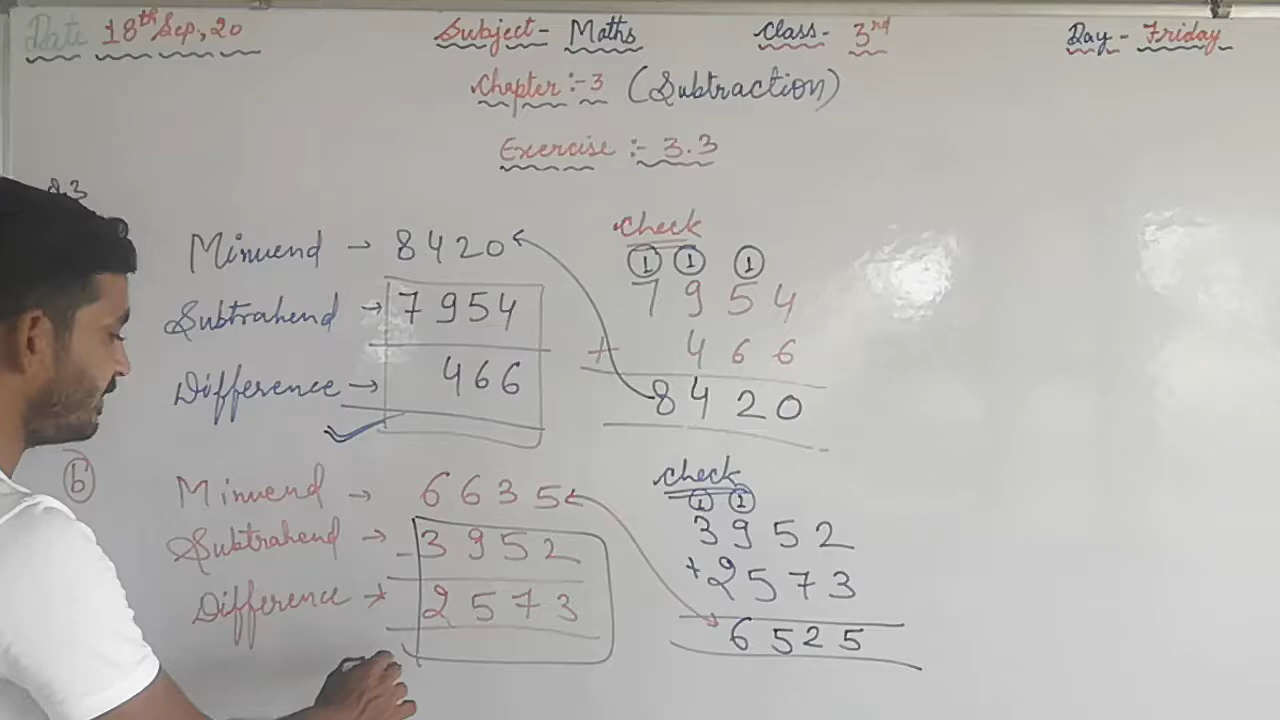 Date 18th Sep, 20 Subject- Maths Class- 3rd Day - Friday
Chapter :- 3 (Subtraction)
Exercise :- 3.3
Q.3
Minuend → 8420
Subtrahend → 7954
Difference → 466
Check
1 1 1
7954
+ 466
8420
b
Minuend → 6635
Subtrahend → - 3952
Difference → 2573
Check
1 1
3952
+ 2573
6525